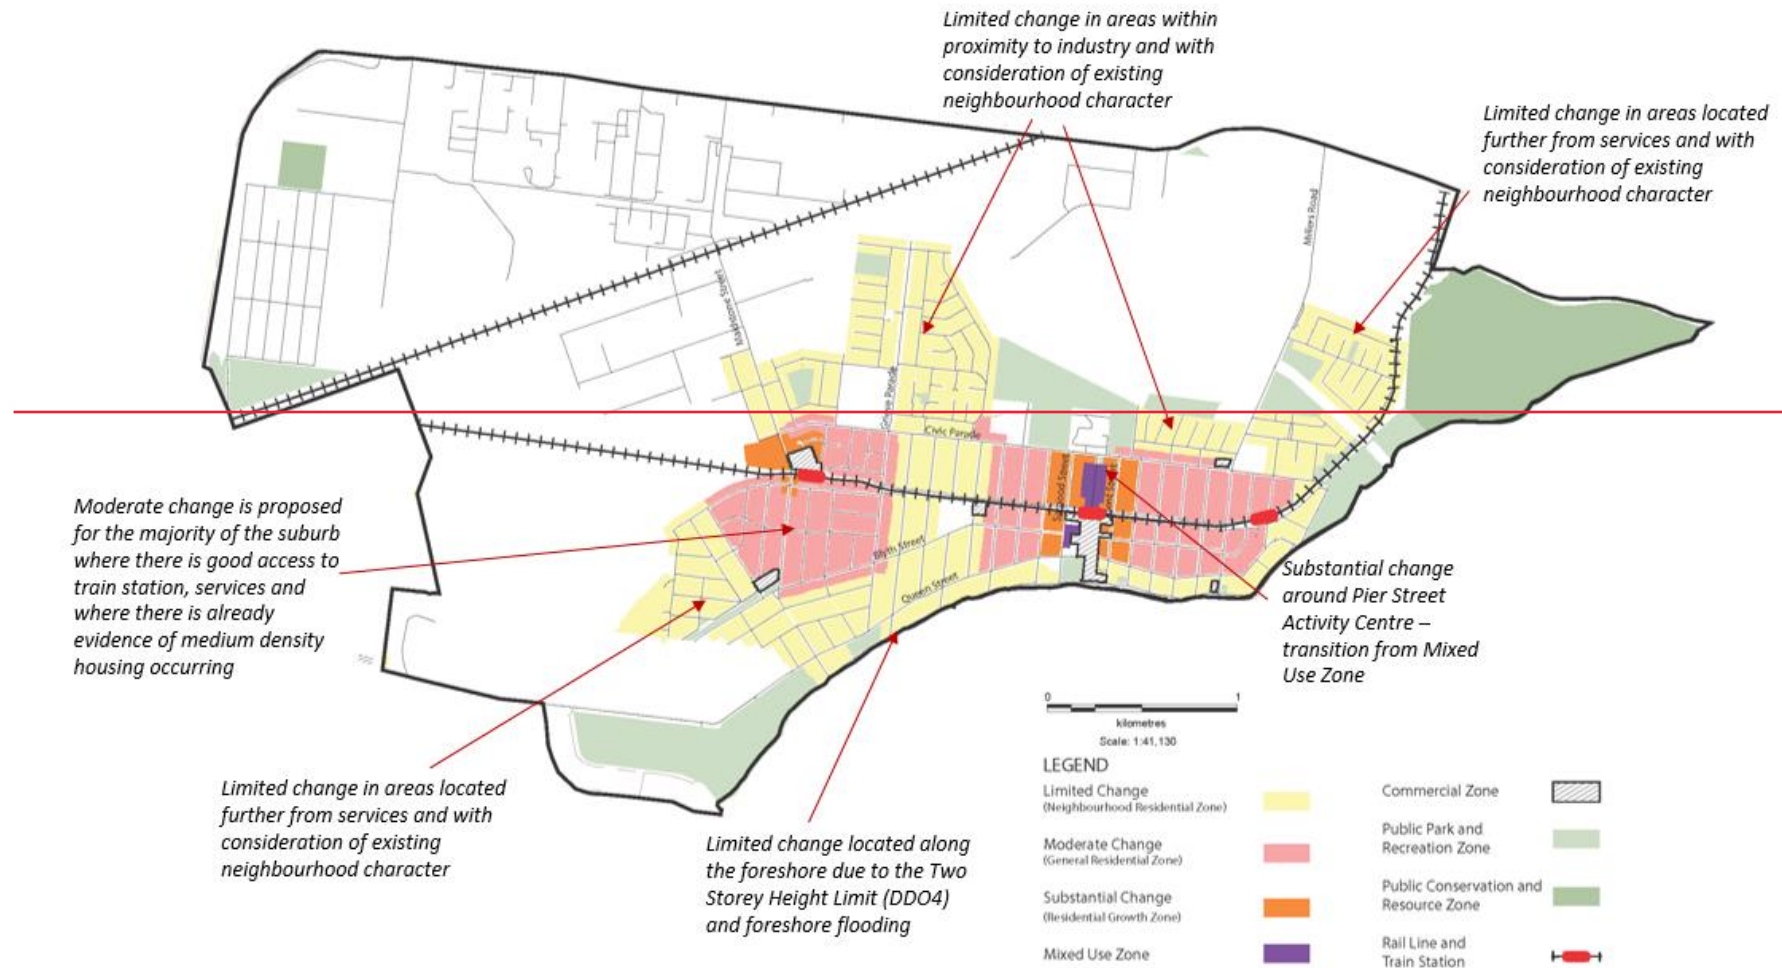 Limited change in areas within
proximity to industry and with
consideration of existing
neighbourhood character
Limited change in areas located
further from services and with
consideration of existing
neighbourhood character
Millers Road
Maidstone Street
Grove Parade
Civic Parade
Sargood Street
Blyth Street
Queen Street
Moderate change is proposed
for the majority of the suburb
where there is good access to
train station, services and
where there is already
evidence of medium density
housing occurring
Substantial change
around Pier Street
Activity Centre –
transition from Mixed
Use Zone
Limited change in areas located
further from services and with
consideration of existing
neighbourhood character
Limited change located along
the foreshore due to the Two
Storey Height Limit (DDO4)
and foreshore flooding
0 1
kilometres
Scale: 1:41,130
LEGEND
Limited Change
(Neighbourhood Residential Zone)
Moderate Change
(General Residential Zone)
Substantial Change
(Residential Growth Zone)
Mixed Use Zone
Commercial Zone
Public Park and
Recreation Zone
Public Conservation and
Resource Zone
Rail Line and
Train Station